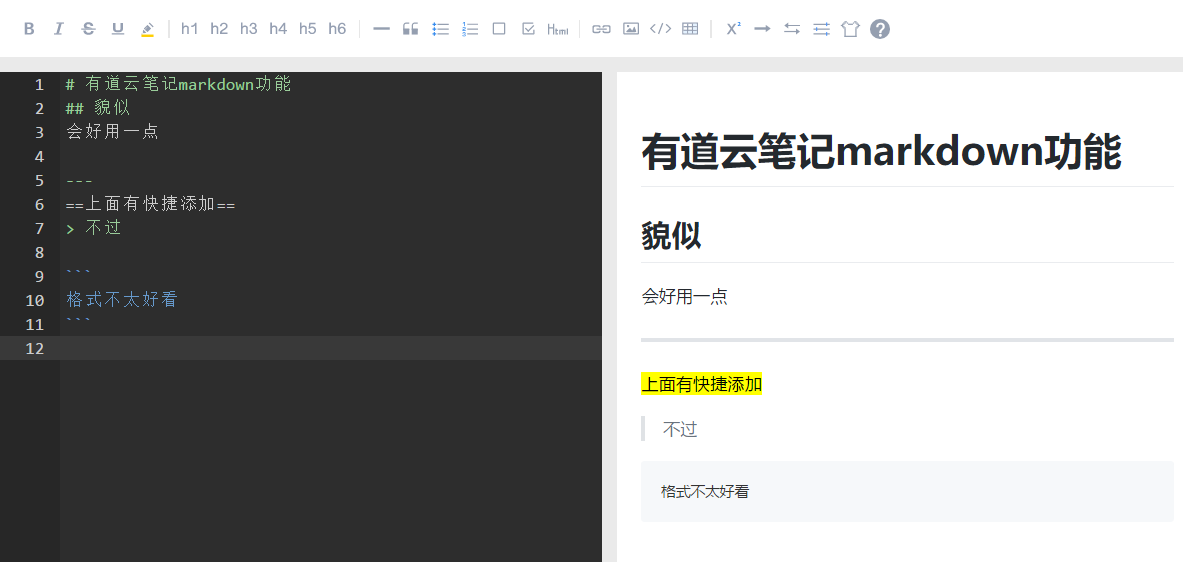 B I S U h1 h2 h3 h4 h5 h6 Html </> X² ?
1 # 有道云笔记markdown功能
2 ## 貌似
3 会好用一点
4
5 ---
6 ==上面有快捷添加==
7 > 不过
8
9 ```
10 格式不太好看
11 ```
12
有道云笔记markdown功能
貌似
会好用一点
上面有快捷添加
不过
格式不太好看